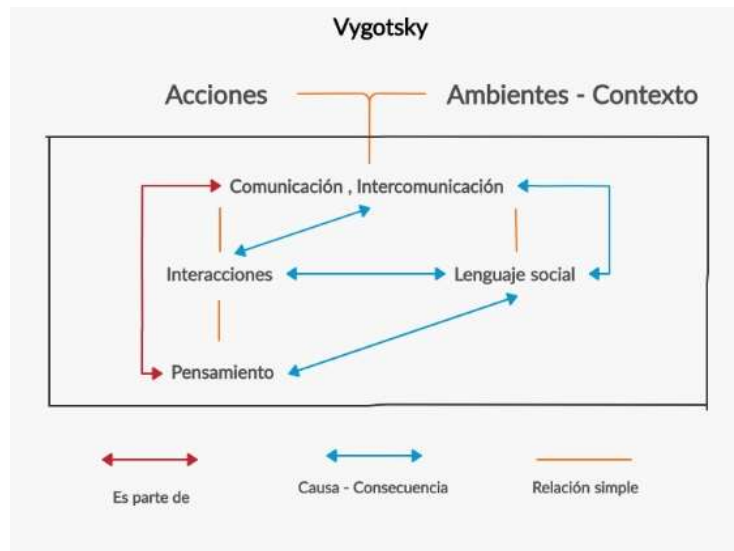 Vygotsky
Acciones
Ambientes - Contexto
Comunicación , Intercomunicación
Interacciones
Lenguaje social
Pensamiento
Es parte de
Causa - Consecuencia
Relación simple